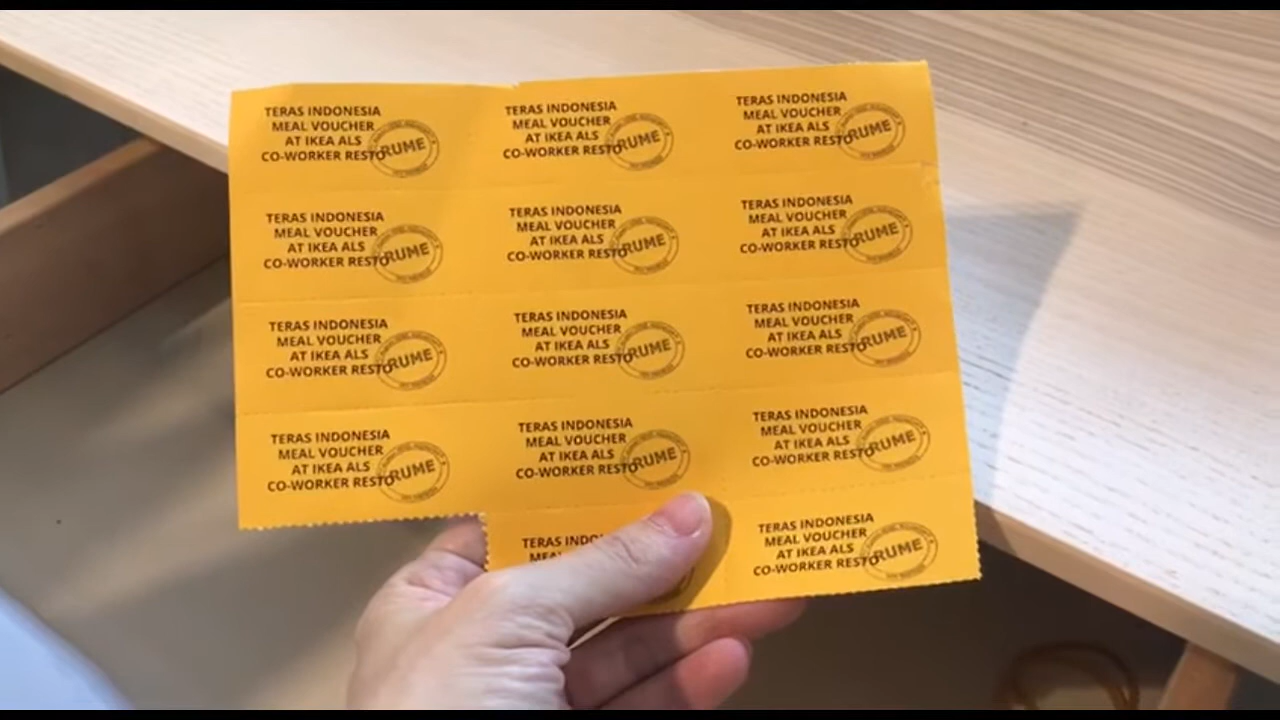 TERAS INDONESIA
MEAL VOUCHER
AT IKEA ALS
CO-WORKER RESTO
RUME
TERAS INDONESIA
MEAL VOUCHER
AT IKEA ALS
CO-WORKER RESTO
RUME
TERAS INDONESIA
MEAL VOUCHER
AT IKEA ALS
CO-WORKER RESTO
RUME
TERAS INDONESIA
MEAL VOUCHER
AT IKEA ALS
CO-WORKER RESTO
RUME
TERAS INDONESIA
MEAL VOUCHER
AT IKEA ALS
CO-WORKER RESTO
RUME
TERAS INDONESIA
MEAL VOUCHER
AT IKEA ALS
CO-WORKER RESTO
RUME
TERAS INDONESIA
MEAL VOUCHER
AT IKEA ALS
CO-WORKER RESTO
RUME
TERAS INDONESIA
MEAL VOUCHER
AT IKEA ALS
CO-WORKER RESTO
RUME
TERAS INDONESIA
MEAL VOUCHER
AT IKEA ALS
CO-WORKER RESTO
RUME
TERAS INDONESIA
MEAL VOUCHER
AT IKEA ALS
CO-WORKER RESTO
RUME
TERAS INDONESIA
MEAL VOUCHER
AT IKEA ALS
CO-WORKER RESTO
RUME
TERAS INDONESIA
MEAL VOUCHER
AT IKEA ALS
CO-WORKER RESTO
RUME
TERAS
TERAS INDONESIA
MEAL VOUCHER
AT IKEA ALS
CO-WORKER RESTO
RUME